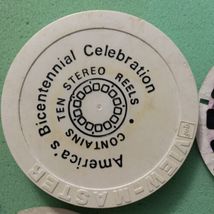 America's Bicentennial Celebration
• CONTAINS TEN STEREO REELS •
VIEW-MASTER